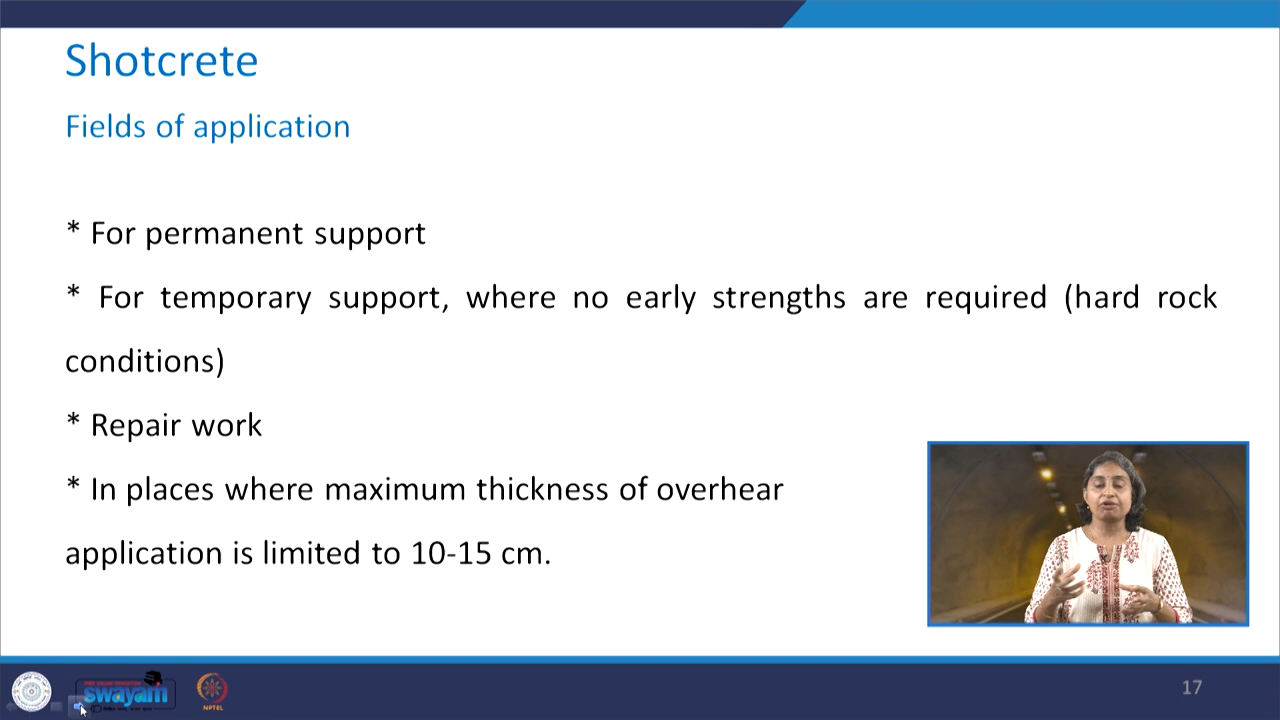 Shotcrete
Fields of application
* For permanent support
* For temporary support, where no early strengths are required (hard rock
conditions)
* Repair work
* In places where maximum thickness of overhear
application is limited to 10-15 cm.
swayam
NPTEL
17